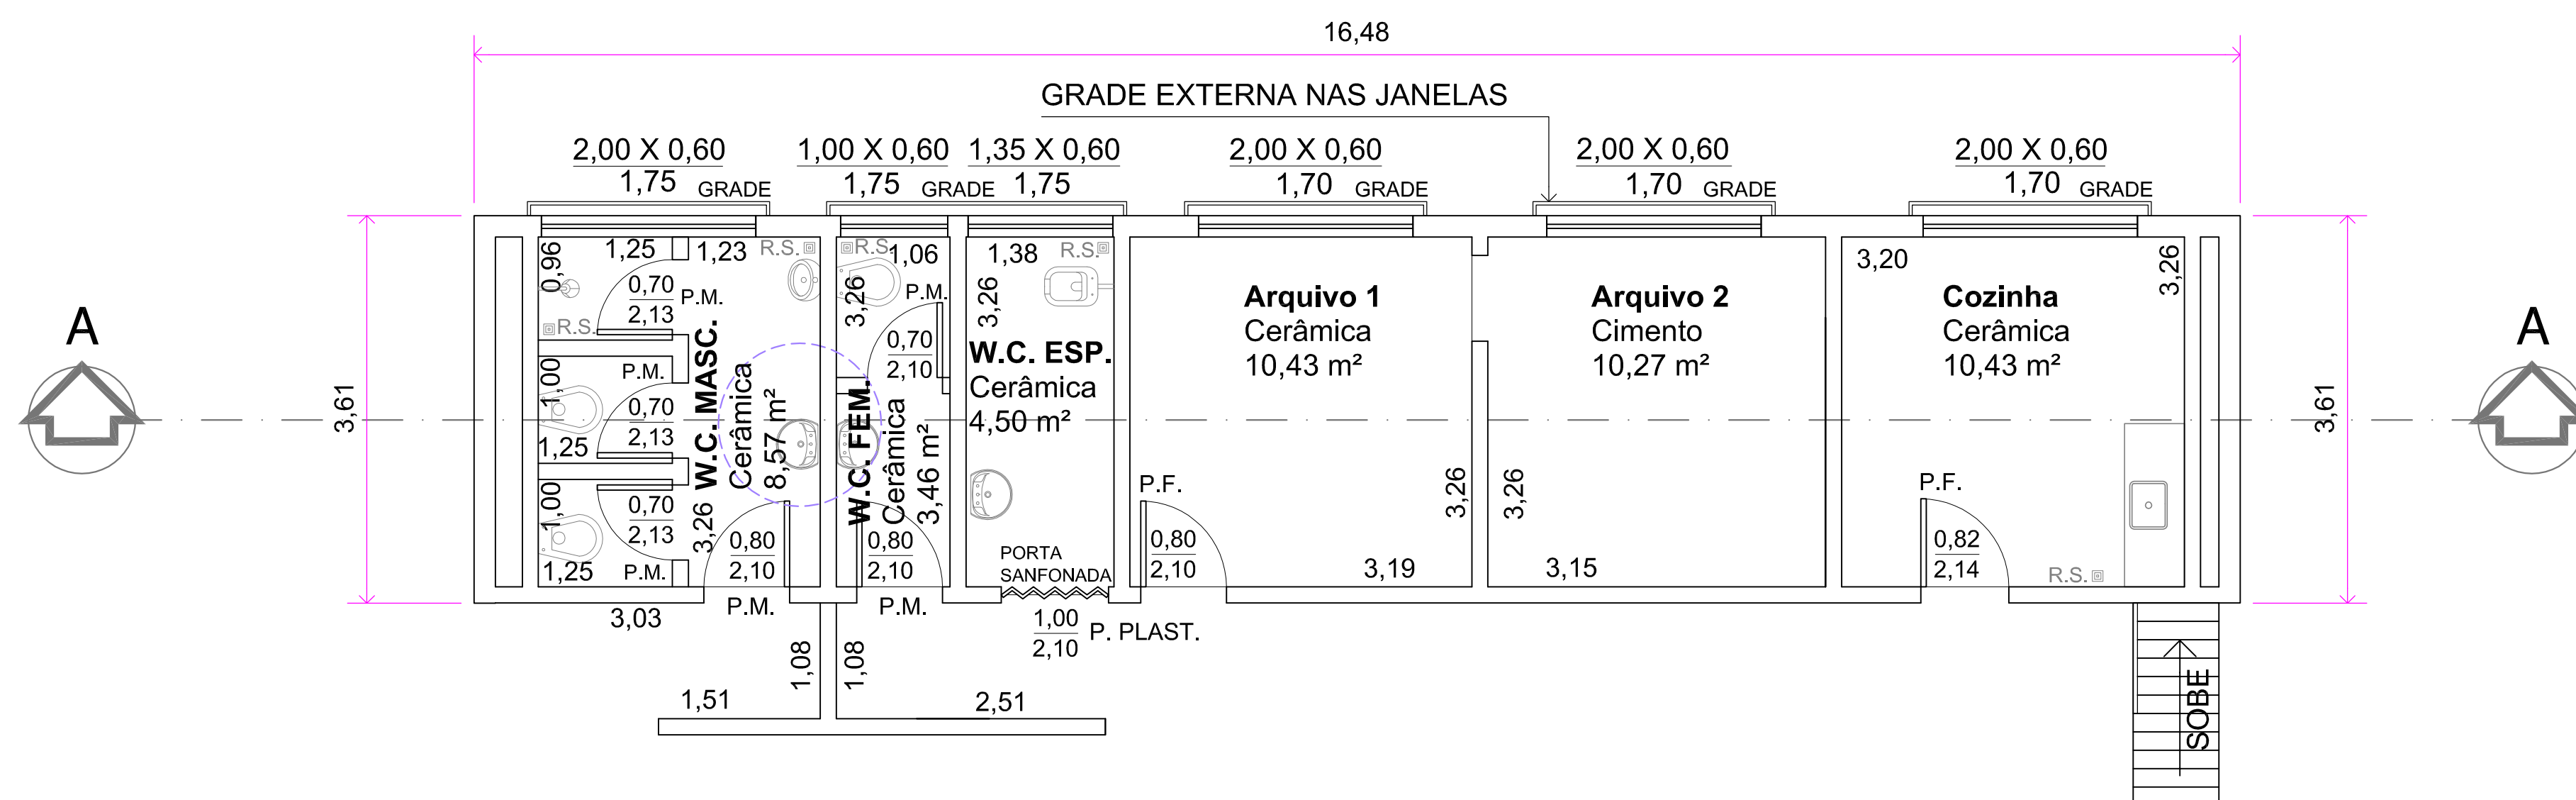 16,48
GRADE EXTERNA NAS JANELAS
2,00 X 0,60
1,75 GRADE
1,00 X 0,60
1,75 GRADE
1,35 X 0,60
1,75
2,00 X 0,60
1,70 GRADE
2,00 X 0,60
1,70 GRADE
2,00 X 0,60
1,70 GRADE
A
3,61
0,96
1,25
1,23
R.S.
0,70
2,13
P.M.
R.S.
1,00
P.M.
0,70
2,13
1,25
1,00
0,70
2,13
1,25
P.M.
W.C. MASC.
Cerâmica
8,57 m²
3,26
0,80
2,10
P.M.
3,03
R.S.
1,06
3,26
P.M.
0,70
2,10
W.C. FEM.
Cerâmica
3,46 m²
0,80
2,10
P.M.
1,38
R.S.
3,26
W.C. ESP.
Cerâmica
4,50 m²
PORTA
SANFONADA
1,00
2,10
P. PLAST.
1,08
1,08
1,51
2,51
Arquivo 1
Cerâmica
10,43 m²
P.F.
0,80
2,10
3,19
3,26
Arquivo 2
Cimento
10,27 m²
3,26
3,15
3,20
3,26
Cozinha
Cerâmica
10,43 m²
P.F.
0,82
2,14
R.S.
SOBE
3,61
A